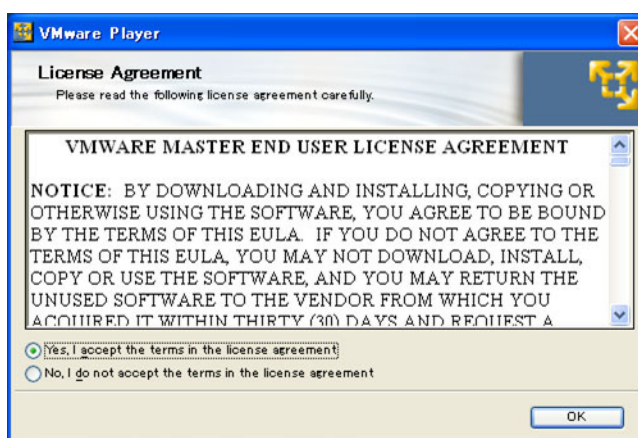 VMware Player
License Agreement
Please read the following license agreement carefully.
VMWARE MASTER END USER LICENSE AGREEMENT
NOTICE: BY DOWNLOADING AND INSTALLING, COPYING OR
OTHERWISE USING THE SOFTWARE, YOU AGREE TO BE BOUND
BY THE TERMS OF THIS EULA. IF YOU DO NOT AGREE TO THE
TERMS OF THIS EULA, YOU MAY NOT DOWNLOAD, INSTALL,
COPY OR USE THE SOFTWARE, AND YOU MAY RETURN THE
UNUSED SOFTWARE TO THE VENDOR FROM WHICH YOU
ACQUIRED IT WITHIN THIRTY (30) DAYS AND REQUEST A
Yes, I accept the terms in the license agreement
No, I do not accept the terms in the license agreement
OK